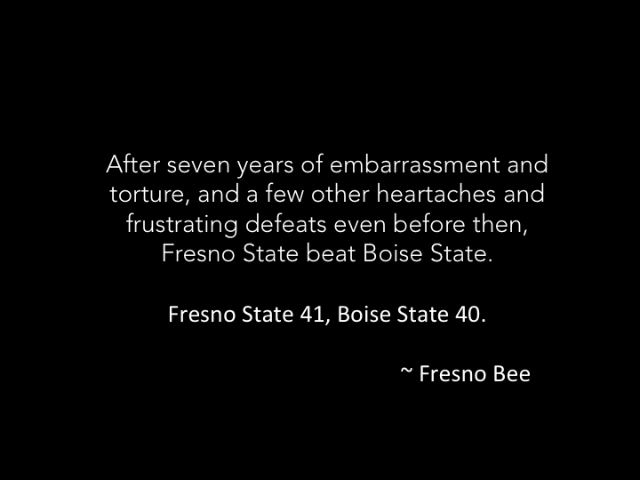 After seven years of embarrassment and
torture, and a few other heartaches and
frustrating defeats even before then,
Fresno State beat Boise State.
Fresno State 41, Boise State 40.
~ Fresno Bee